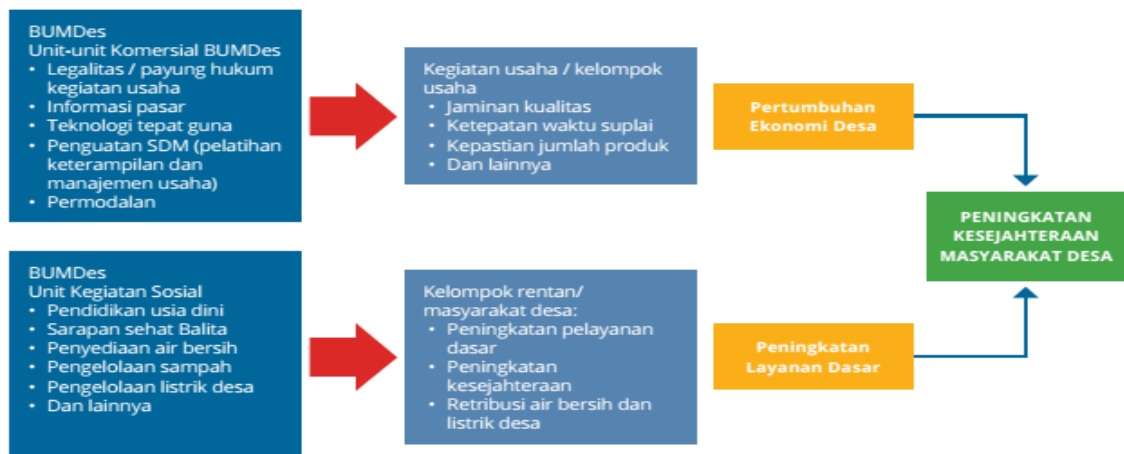 BUMDes
Unit-unit Komersial BUMDes
• Legalitas / payung hukum
kegiatan usaha
• Informasi pasar
• Teknologi tepat guna
• Penguatan SDM (pelatihan
keterampilan dan
manajemen usaha)
• Permodalan
Kegiatan usaha / kelompok
usaha
• Jaminan kualitas
• Ketepatan waktu suplai
• Kepastian jumlah produk
• Dan lainnya
Pertumbuhan
Ekonomi Desa
PENINGKATAN
KESEJAHTERAAN
MASYARAKAT DESA
BUMDes
Unit Kegiatan Sosial
• Pendidikan usia dini
• Sarapan sehat Balita
• Penyediaan air bersih
• Pengelolaan sampah
• Pengelolaan listrik desa
• Dan lainnya
Kelompok rentan/
masyarakat desa:
• Peningkatan pelayanan
dasar
• Peningkatan
kesejahteraan
• Retribusi air bersih dan
listrik desa
Peningkatan
Layanan Dasar